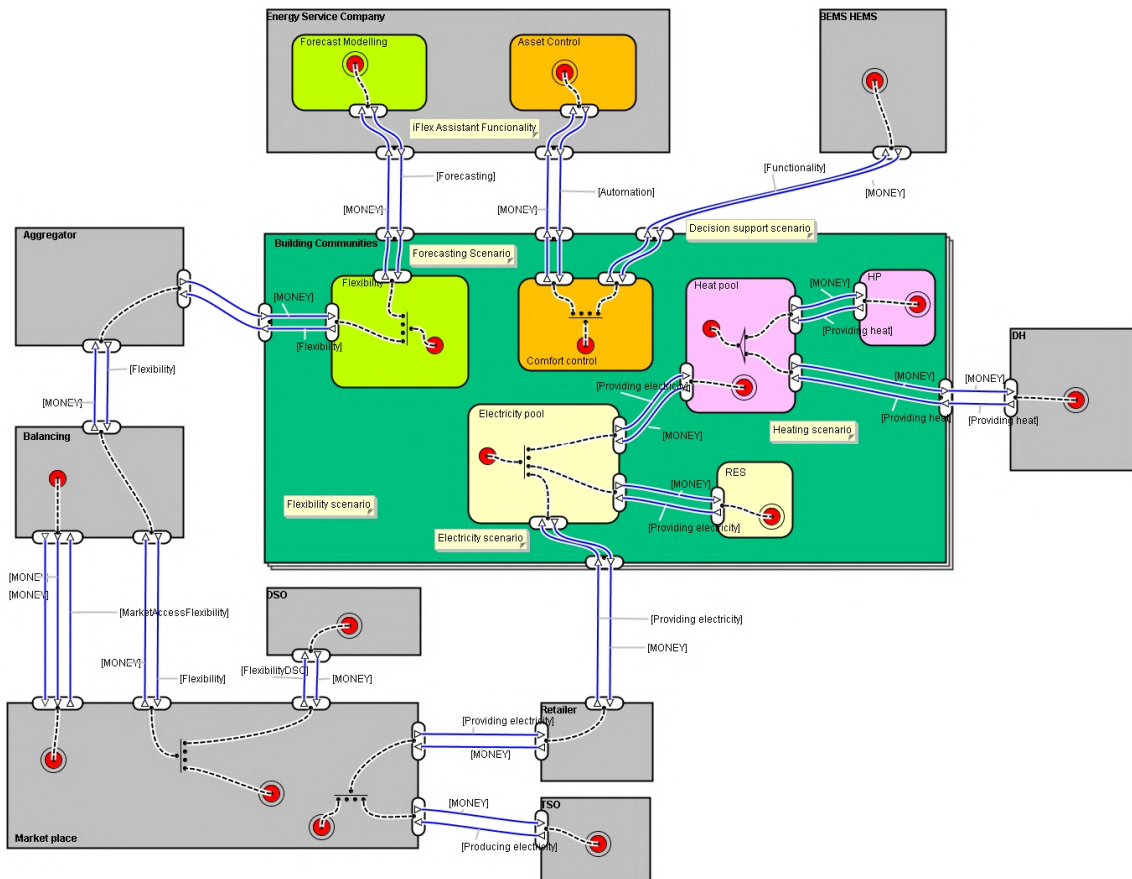 Energy Service Company
BEMS HEMS
Forecast Modelling
Asset Control
iFlex Assistant Funcionality
[Functionality]
[Forecasting]
[Automation]
[MONEY]
[MONEY]
[MONEY]
Decision support scenario
Aggregator
Building Communities
Forecasting Scenario
Flexibility
Heat pool
HP
[MONEY]
[MONEY]
[Providing heat]
[Flexibility]
DH
Comfort control
[Flexibility]
[MONEY]
[MONEY]
[MONEY]
[Providing electricity]
[Providing heat]
[Providing heat]
Electricity pool
Heating scenario
[MONEY]
Balancing
RES
[MONEY]
Flexibility scenario
[Providing electricity]
Electricity scenario
[MONEY]
[MONEY]
DSO
[MarketAccessFlexibility]
[Providing electricity]
[MONEY]
[MONEY]
[FlexibilityDSO]
[MONEY]
[Flexibility]
Retailer
[Providing electricity]
[MONEY]
TSO
[MONEY]
Market place
[Producing electricity]